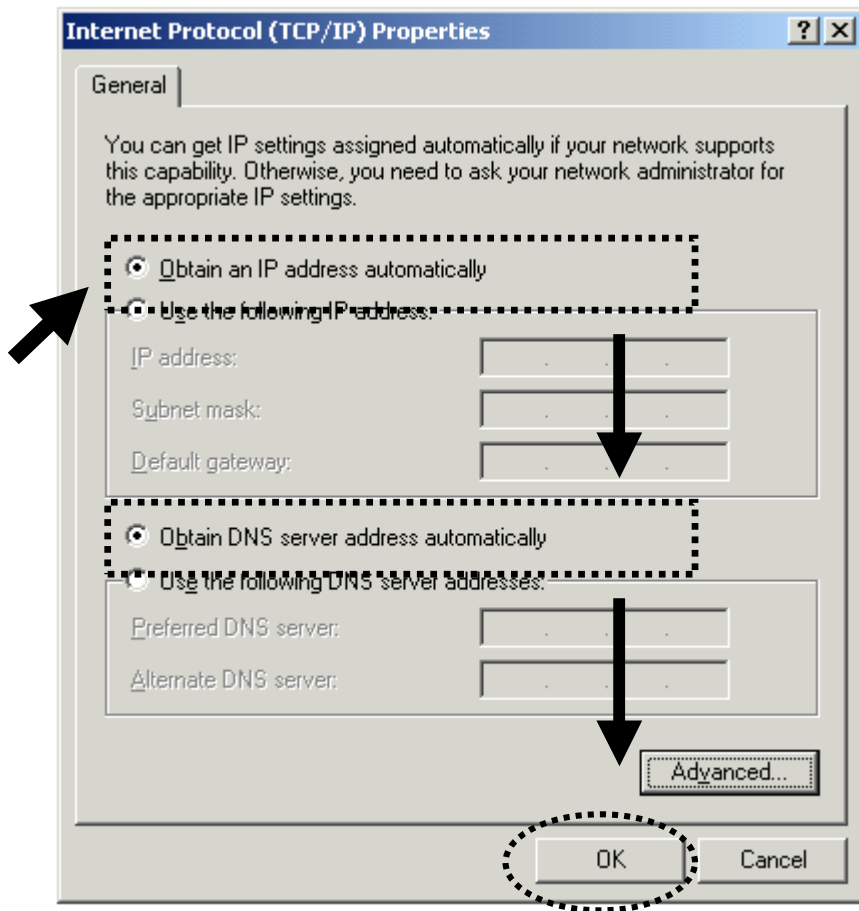 Internet Protocol (TCP/IP) Properties
General
You can get IP settings assigned automatically if your network supports
this capability. Otherwise, you need to ask your network administrator for
the appropriate IP settings.
Obtain an IP address automatically
Use the following IP address:
IP address:
Subnet mask:
Default gateway:
Obtain DNS server address automatically
Use the following DNS server addresses:
Preferred DNS server:
Alternate DNS server:
Advanced...
OK Cancel